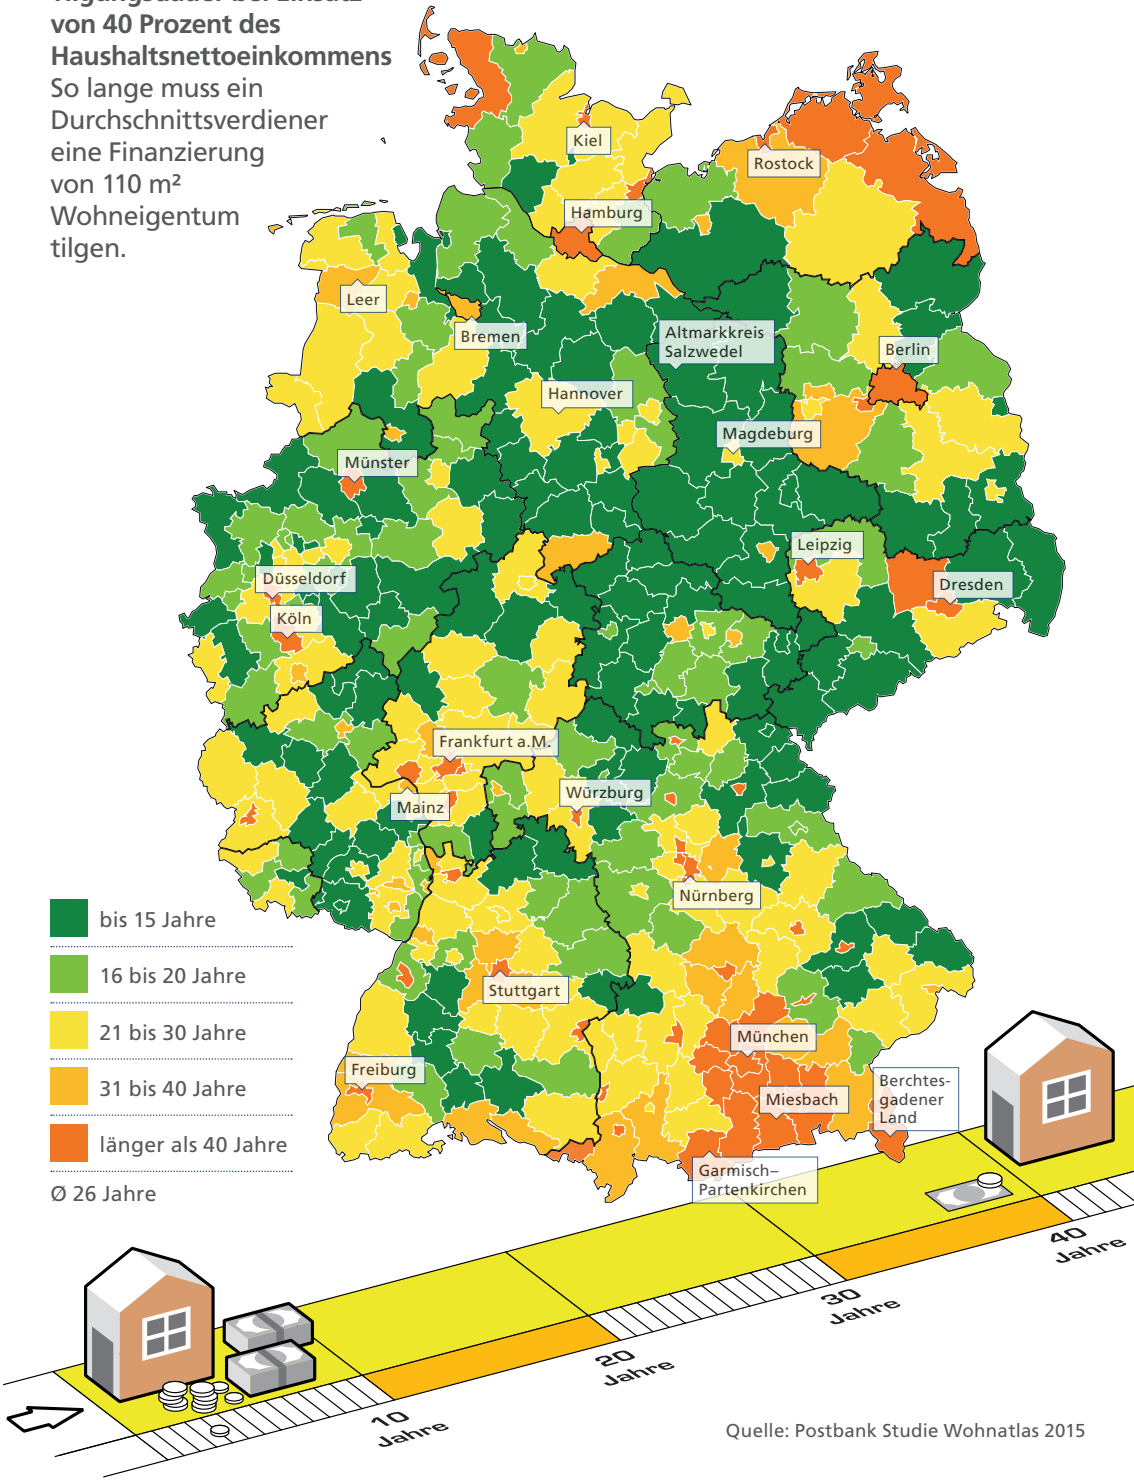 von 40 Prozent des
Haushaltsnettoeinkommens
So lange muss ein
Durchschnittsverdiener
eine Finanzierung
von 110 m²
Wohneigentum
tilgen.
Kiel
Rostock
Hamburg
Leer
Bremen
Altmarkkreis
Salzwedel
Berlin
Hannover
Magdeburg
Münster
Leipzig
Düsseldorf
Dresden
Köln
Frankfurt a.M.
Würzburg
Mainz
Nürnberg
bis 15 Jahre
16 bis 20 Jahre
21 bis 30 Jahre
31 bis 40 Jahre
länger als 40 Jahre
Ø 26 Jahre
Stuttgart
München
Freiburg
Miesbach
Berchtes-
gadener
Land
Garmisch–
Partenkirchen
10
Jahre
20
Jahre
30
Jahre
40
Jahre
Quelle: Postbank Studie Wohnatlas 2015